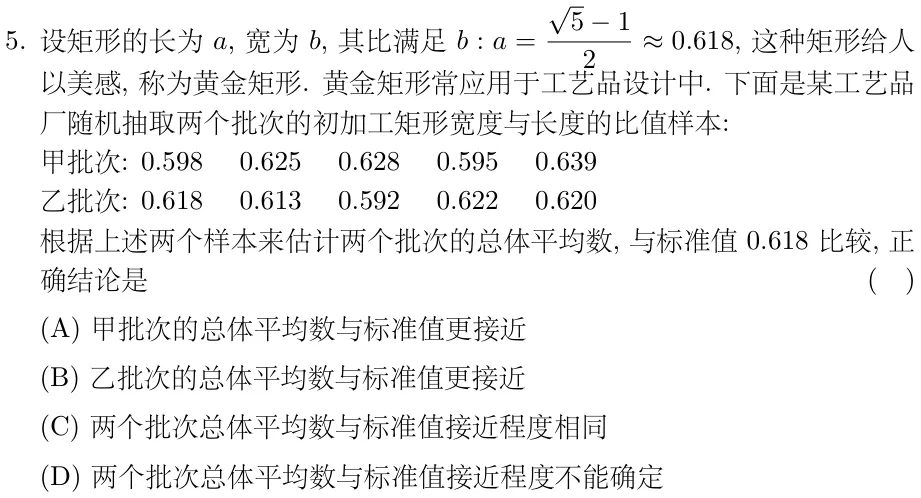 5. 设矩形的长为 a, 宽为 b, 其比满足 b : a = \frac{\sqrt{5} - 1}{2} ≈ 0.618, 这种矩形给人
以美感, 称为黄金矩形. 黄金矩形常应用于工艺品设计中. 下面是某工艺品
厂随机抽取两个批次的初加工矩形宽度与长度的比值样本:
甲批次: 0.598 0.625 0.628 0.595 0.639
乙批次: 0.618 0.613 0.592 0.622 0.620
根据上述两个样本来估计两个批次的总体平均数, 与标准值 0.618 比较, 正
确结论是 ( )
(A) 甲批次的总体平均数与标准值更接近
(B) 乙批次的总体平均数与标准值更接近
(C) 两个批次总体平均数与标准值接近程度相同
(D) 两个批次总体平均数与标准值接近程度不能确定